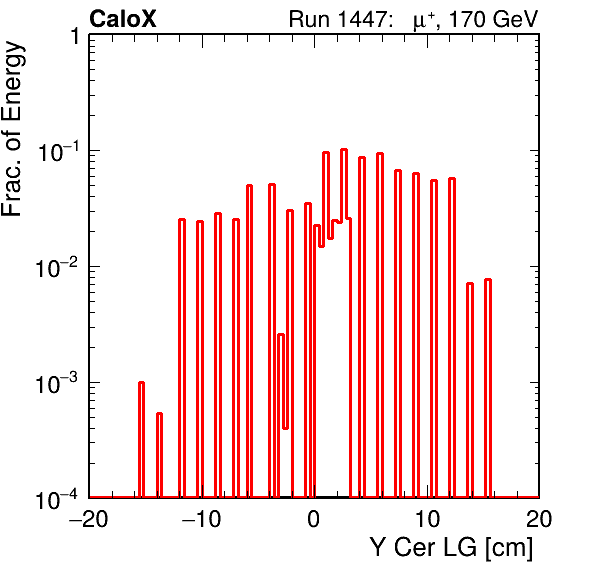 CaloX Run 1447: μ⁺, 170 GeV
Frac. of Energy
1
10⁻¹
10⁻²
10⁻³
10⁻⁴
−20 −10 0 10 20
Y Cer LG [cm]